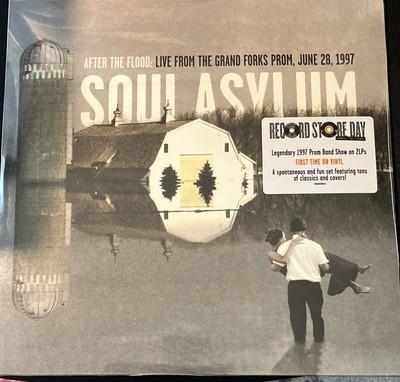 AFTER THE FLOOD: LIVE FROM THE GRAND FORKS PROM, JUNE 28, 1997
SOUL ASYLUM
RECORD STORE DAY
Legendary 1997 Prom Band Show on 2LPs
FIRST TIME ON VINYL
A spontaneous and fun set featuring tons
of classics and covers!